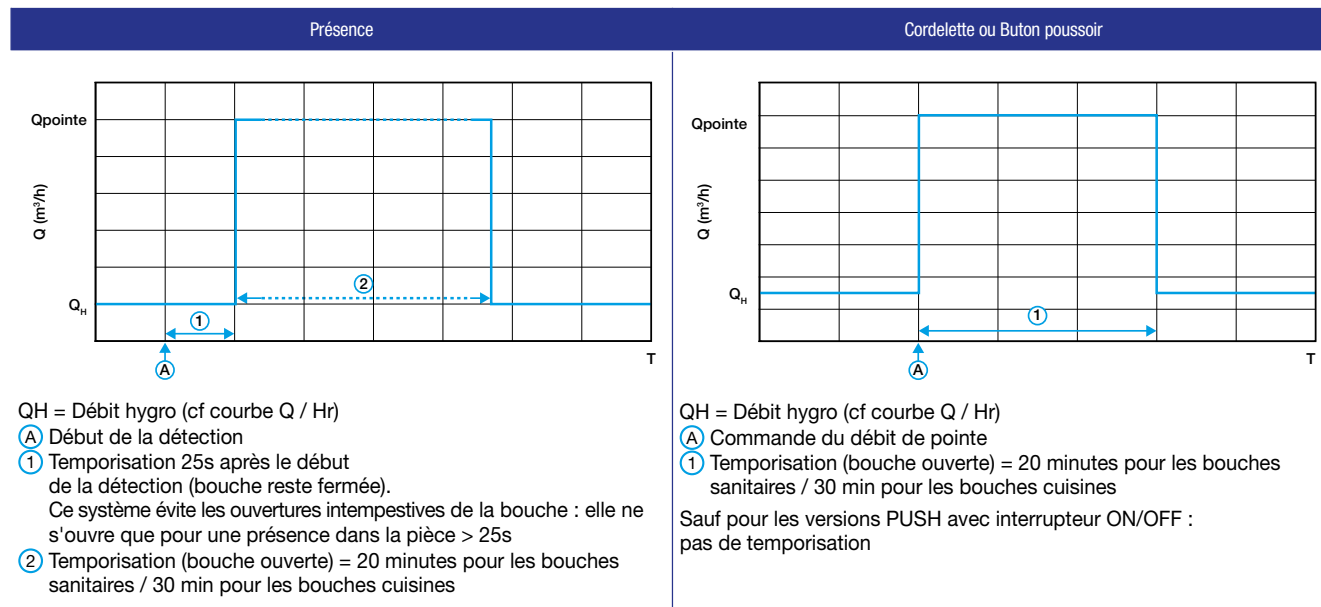 Présence
Qpointe
Q (m³/h)
QH
2
1
A
T
QH = Débit hygro (cf courbe Q / Hr)
A Début de la détection
1 Temporisation 25s après le début
de la détection (bouche reste fermée).
Ce système évite les ouvertures intempestives de la bouche : elle ne
s'ouvre que pour une présence dans la pièce > 25s
2 Temporisation (bouche ouverte) = 20 minutes pour les bouches
sanitaires / 30 min pour les bouches cuisines
Cordelette ou Buton poussoir
Qpointe
Q (m³/h)
QH
1
A
T
QH = Débit hygro (cf courbe Q / Hr)
A Commande du débit de pointe
1 Temporisation (bouche ouverte) = 20 minutes pour les bouches
sanitaires / 30 min pour les bouches cuisines
Sauf pour les versions PUSH avec interrupteur ON/OFF :
pas de temporisation